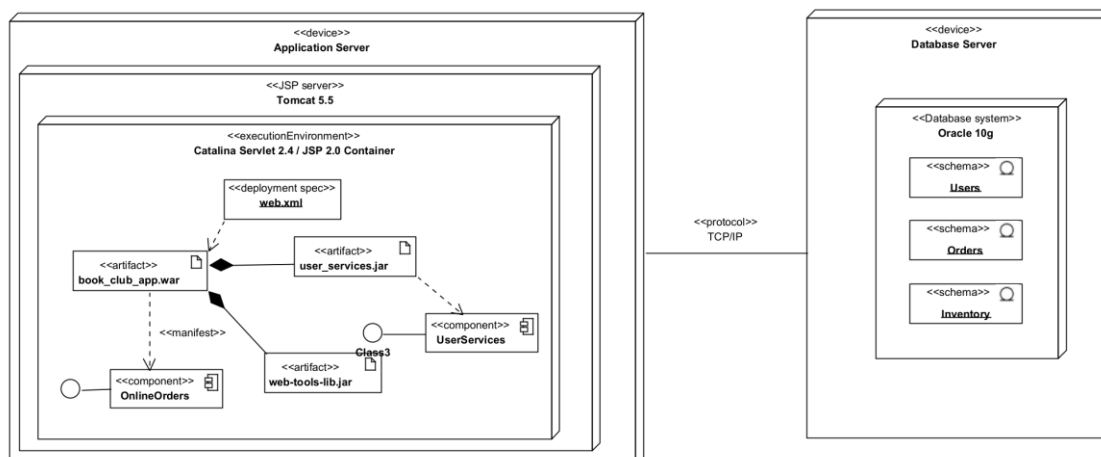 <<device>>
Application Server
<<JSP server>>
Tomcat 5.5
<<executionEnvironment>>
Catalina Servlet 2.4 / JSP 2.0 Container
<<deployment spec>>
web.xml
<<artifact>>
book_club_app.war
<<artifact>>
user_services.jar
<<manifest>>
<<component>>
UserServices
Class3
<<artifact>>
web-tools-lib.jar
<<component>>
OnlineOrders
<<protocol>>
TCP/IP
<<device>>
Database Server
<<Database system>>
Oracle 10g
<<schema>>
Users
<<schema>>
Orders
<<schema>>
Inventory